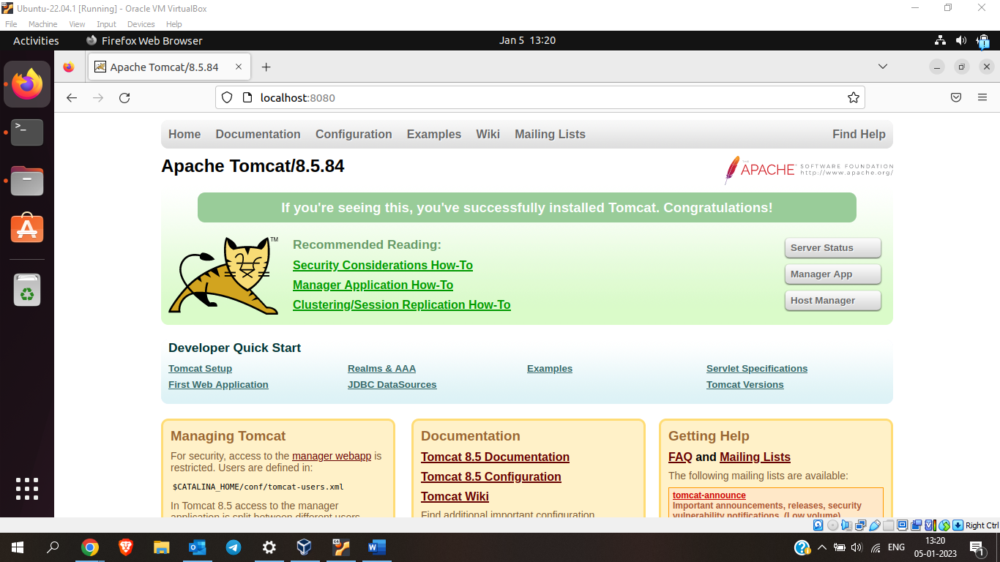 Ubuntu-22.04.1 [Running] - Oracle VM VirtualBox
File Machine View Input Devices Help
Activities Firefox Web Browser Jan 5 13:20
Apache Tomcat/8.5.84
localhost:8080
Home Documentation Configuration Examples Wiki Mailing Lists Find Help
Apache Tomcat/8.5.84
THE APACHE® SOFTWARE FOUNDATION
http://www.apache.org/
If you're seeing this, you've successfully installed Tomcat. Congratulations!
TM
Recommended Reading:
Security Considerations How-To
Manager Application How-To
Clustering/Session Replication How-To
Server Status
Manager App
Host Manager
Developer Quick Start
Tomcat Setup Realms & AAA Examples Servlet Specifications
First Web Application JDBC DataSources Tomcat Versions
Managing Tomcat
For security, access to the manager webapp is
restricted. Users are defined in:
$CATALINA_HOME/conf/tomcat-users.xml
In Tomcat 8.5 access to the manager
application is split between different users.
Documentation
Tomcat 8.5 Documentation
Tomcat 8.5 Configuration
Tomcat Wiki
Find additional important configuration
Getting Help
FAQ and Mailing Lists
The following mailing lists are available:
tomcat-announce
Important announcements, releases, security
vulnerability notifications. (Low volume).
Right Ctrl
ENG
13:20
05-01-2023
1